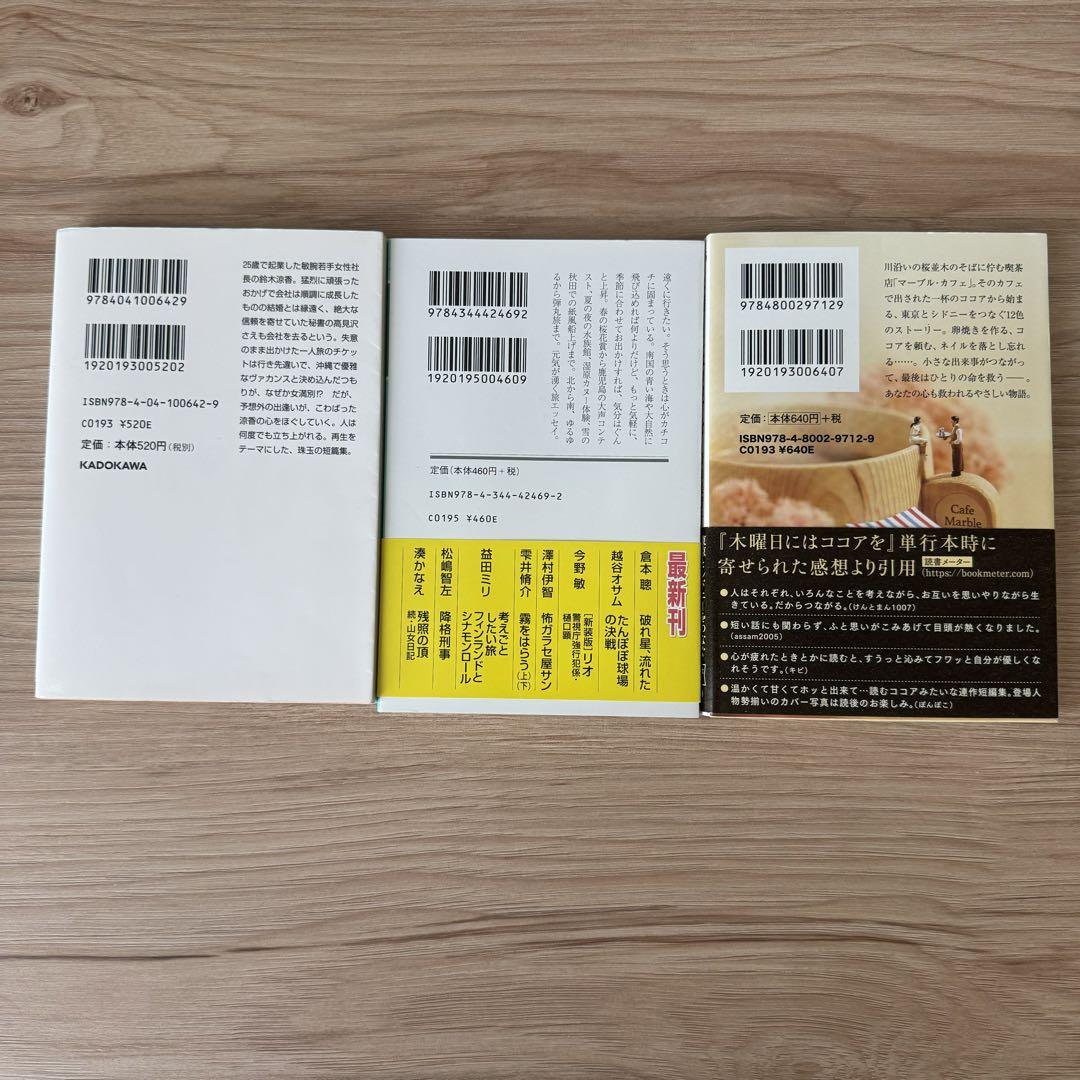 9784041006429
1920193005202
ISBN978-4-04-100642-9
C0193 ¥520E
定価：本体520円(税別)
KADOKAWA
25歳で起業した敏腕若手女性社
長の鈴木涼香。猛烈に頑張った
おかげで会社は順調に成長した
ものの結婚とは縁遠く、絶大な
信頼を寄せていた秘書の高見沢
さえも会社を去るという。失意
のまま出かけた一人旅のチケッ
トは行き先違いで、沖縄で優雅
なヴァカンスと決め込んだつも
りが、なぜか女満別!?　だが、
予想外の出逢いが、こわばった
涼香の心をほぐしていく。人は
何度でも立ち上がれる。再生を
テーマにした、珠玉の短篇集。
9784344424692
1920195004609
遠くに行きたい。そう思うときは心がカチコ
チに固まっている。南国の青い海や大自然に
飛び込めれば何よりだけど、もっと気軽に、
季節に合わせてお出かけすれば、気分はぐん
と上昇。春の桜花賞から鹿児島の大声コンテ
スト、夏の夜の水族館、湿原カヌー体験、雪の
秋田での紙風船上げまで。北から南、ゆるゆ
るから弾丸旅まで。元気が湧く旅エッセイ。
定価(本体460円+税)
ISBN978-4-344-42469-2
C0195 ¥460E
最新刊
倉本 聰　破れ星、流れた
越谷オサム　たんぽぽ球場
の決戦
今野 敏　［新装版］リオ
警視庁強行犯係・
樋口顕
澤村伊智　怖ガラセ屋サン
雫井脩介　霧をはらう(上・下)
益田ミリ　考えごと
したい旅
フィンランドと
シナモンロール
松嶋智左　降格刑事
湊かなえ　残照の頂
続・山女日記
9784800297129
1920193006407
川沿いの桜並木のそばに佇む喫茶
店「マーブル・カフェ」。そのカフェ
で出された一杯のココアから始ま
る、東京とシドニーをつなぐ12色
のストーリー。卵焼きを作る、コ
コアを頼む、ネイルを落とし忘れ
る……。小さな出来事がつながっ
て、最後はひとりの命を救う──。
あなたの心も救われるやさしい物語。
定価：本体640円+税
ISBN978-4-8002-9712-9
C0193 ¥640E
Cafe
Marble
『木曜日にはココアを』単行本時に
寄せられた感想より引用 読書メーター
(https://bookmeter.com)
●人はそれぞれ、いろんなことを考えながら、お互いを思いやりながら生
きている。だからつながる。(けんとまん1007)
●短い話にも関わらず、ふと思いがこみあげて目頭が熱くなりました。
(assam2005)
●心が疲れたときとかに読むと、すうっと沁みてフワッと自分が優しくな
れそうです。(キビ)
●温かくて甘くてホッと出来て…読むココアみたいな連作短編集。登場人
物勢揃いのカバー写真は読後のお楽しみ。(ぽんぽこ)